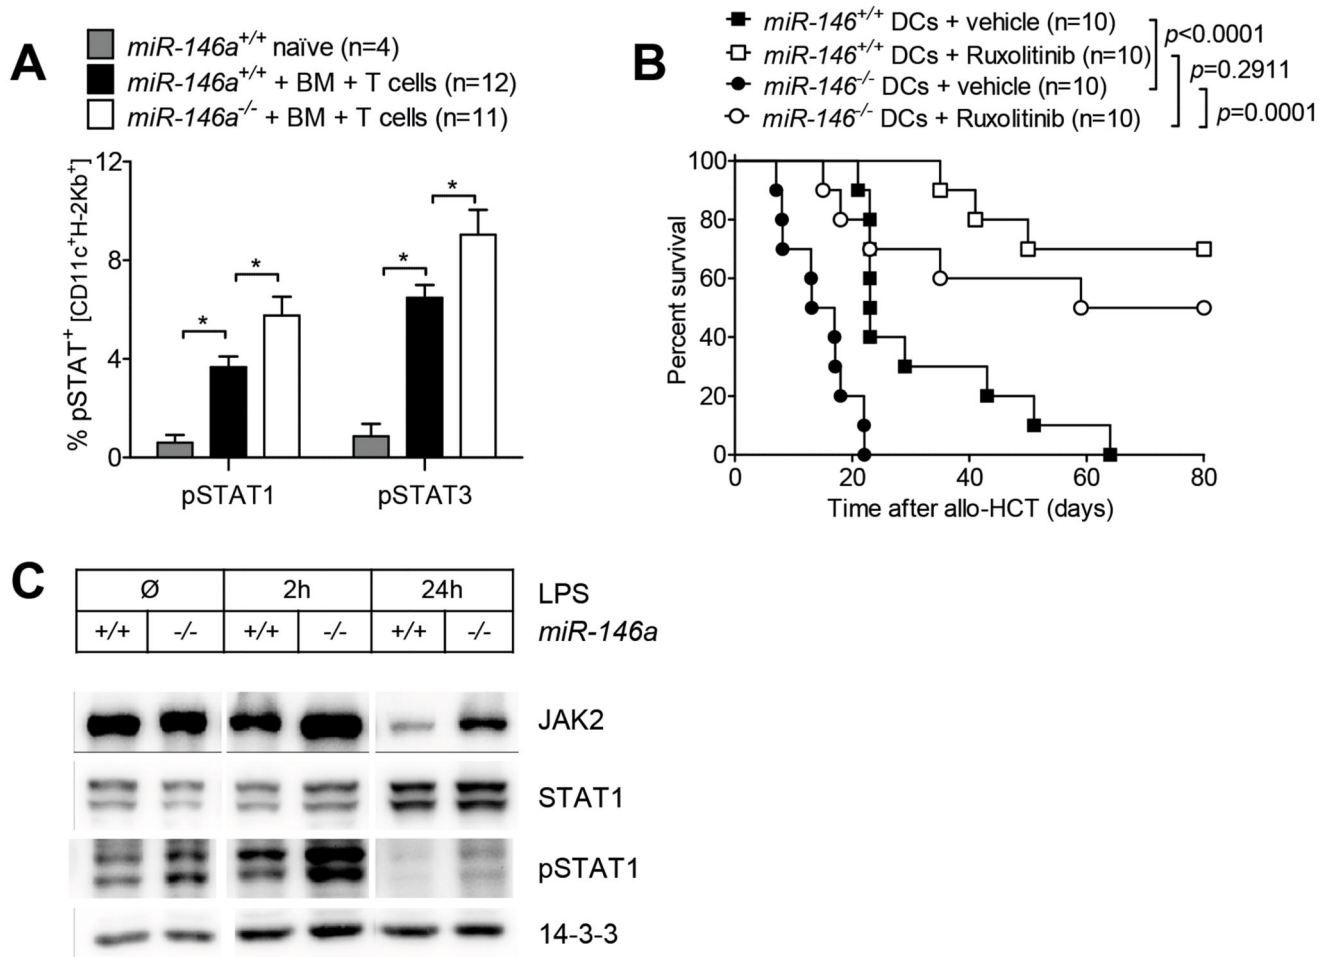 A
miR-146a+/+ naïve (n=4)
miR-146a+/+ + BM + T cells (n=12)
miR-146a-/- + BM + T cells (n=11)
% pSTAT+ [CD11c+H-2Kb+]
12
8
4
0
*
*
*
*
pSTAT1
pSTAT3
B
miR-146+/+ DCs + vehicle (n=10)
miR-146+/+ DCs + Ruxolitinib (n=10)
miR-146-/- DCs + vehicle (n=10)
miR-146-/- DCs + Ruxolitinib (n=10)
p<0.0001
p=0.2911
p=0.0001
Percent survival
100
80
60
40
20
0
0
20
40
60
80
Time after allo-HCT (days)
C
Ø
2h
24h
LPS
+/+
-/-
+/+
-/-
+/+
-/-
miR-146a
JAK2
STAT1
pSTAT1
14-3-3